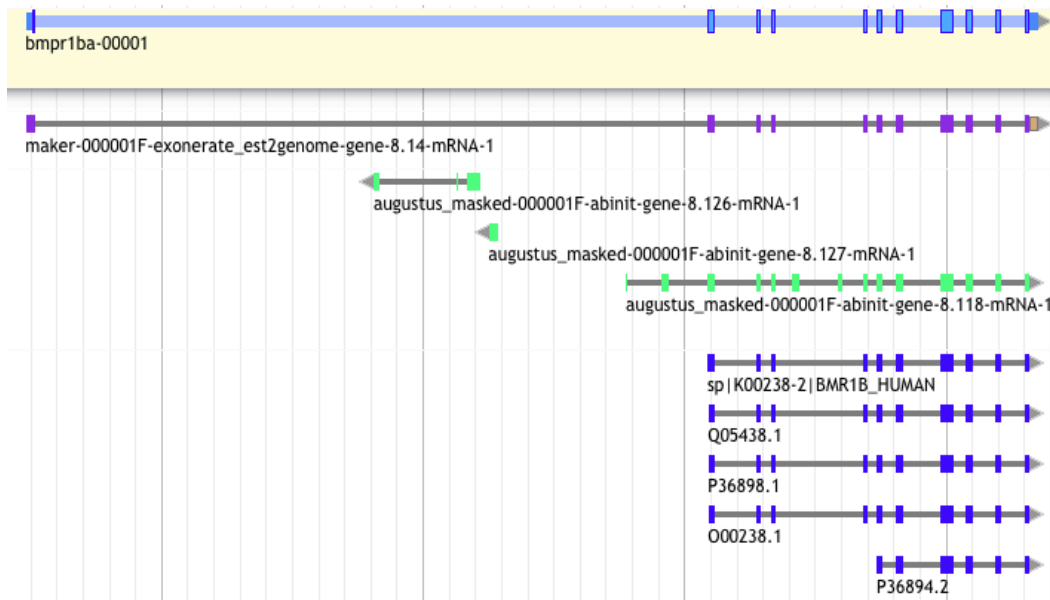 bmpr1ba-00001
maker-000001F-exonerate_est2genome-gene-8.14-mRNA-1
augustus_masked-000001F-abinit-gene-8.126-mRNA-1
augustus_masked-000001F-abinit-gene-8.127-mRNA-1
augustus_masked-000001F-abinit-gene-8.118-mRNA-1
sp|K00238-2|BMR1B_HUMAN
Q05438.1
P36898.1
O00238.1
P36894.2